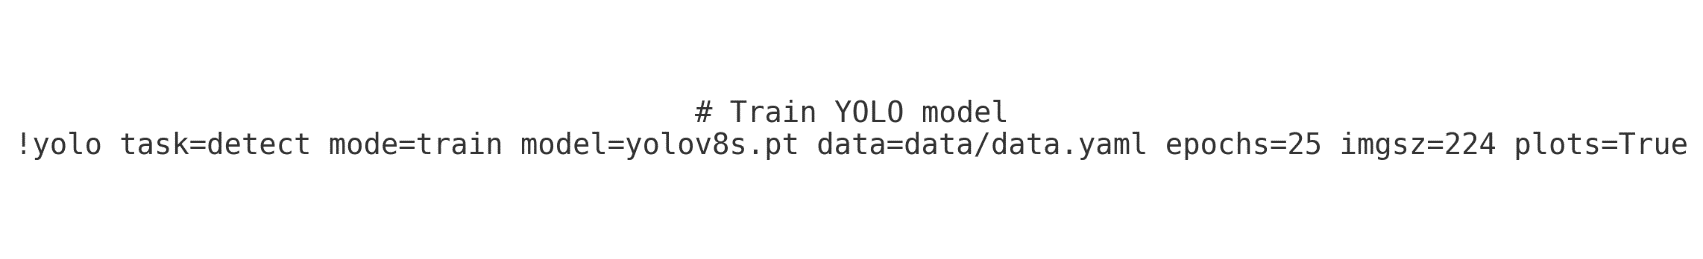 # Train YOLO model
!yolo task=detect mode=train model=yolov8s.pt data=data/data.yaml epochs=25 imgsz=224 plots=True